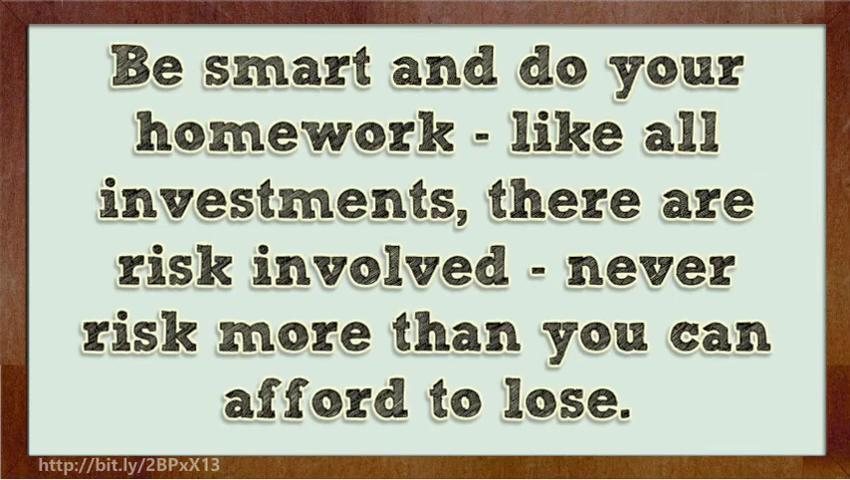 Be smart and do your
homework - like all
investments, there are
risk involved - never
risk more than you can
afford to lose.
http://bit.ly/2BPxX13